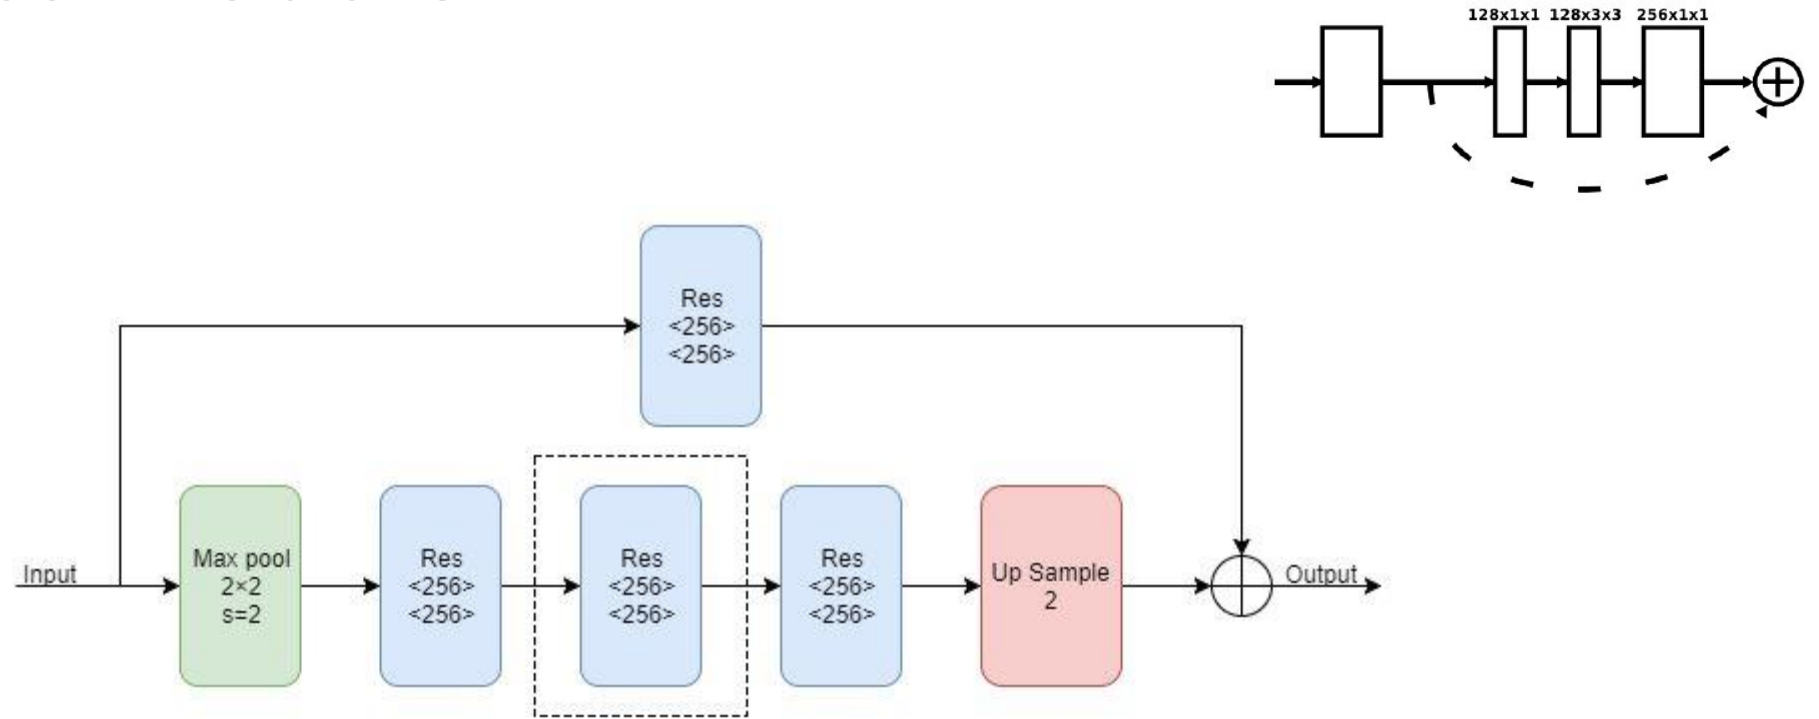 128x1x1 128x3x3 256x1x1
Res
<256>
<256>
Input
Max pool
2×2
s=2
Res
<256>
<256>
Res
<256>
<256>
Res
<256>
<256>
Up Sample
2
Output